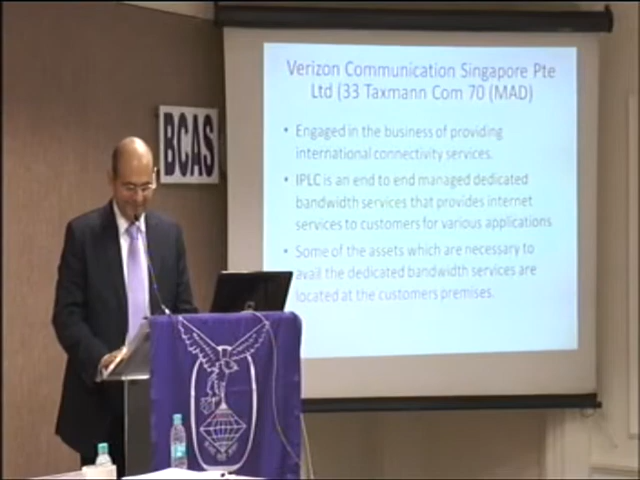 Verizon Communication Singapore Pte
Ltd (33 Taxmann Com 70 (MAD)
• Engaged in the business of providing
international connectivity services.
• IPLC is an end to end managed dedicated
bandwidth services that provides internet
services to customers for various applications.
• Some of the assets which are necessary to
avail the dedicated bandwidth services are
located at the customers premises.
BCAS